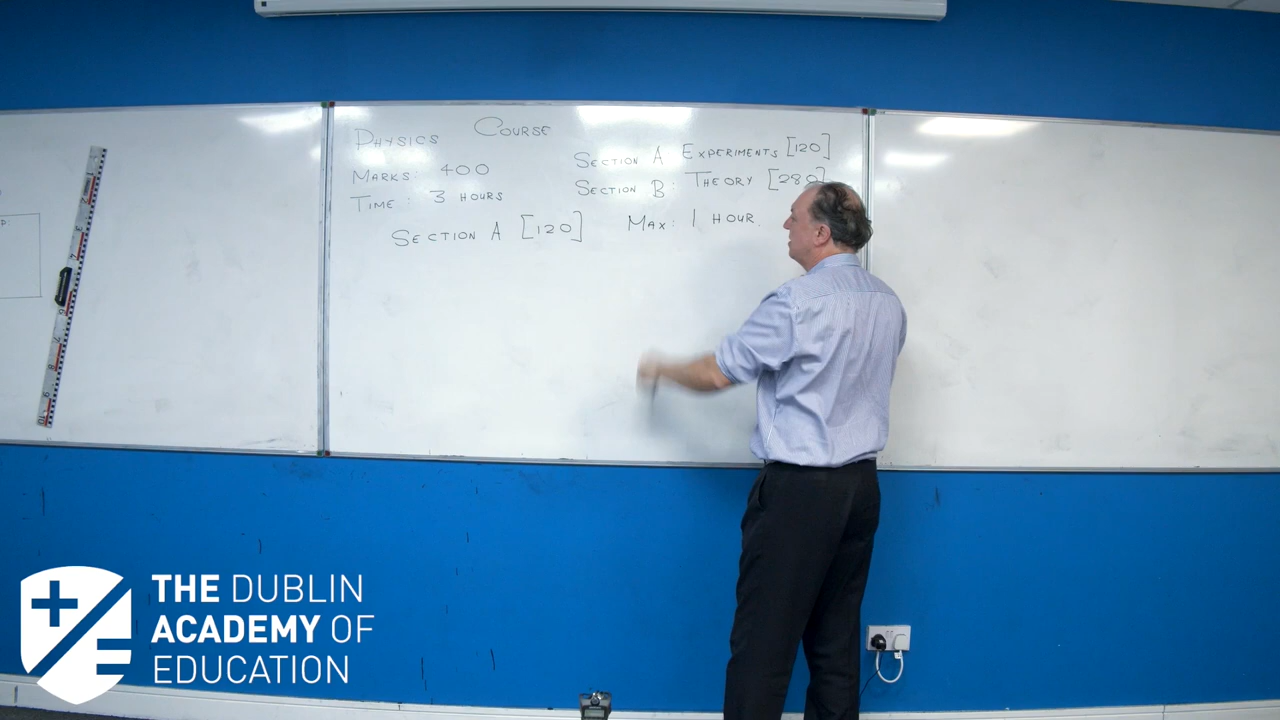 PHYSICS COURSE
MARKS: 400
TIME: 3 HOURS
SECTION A EXPERIMENTS [120]
SECTION B: THEORY [280]
SECTION A [120] MAX: 1 HOUR.
THE DUBLIN
ACADEMY OF
EDUCATION